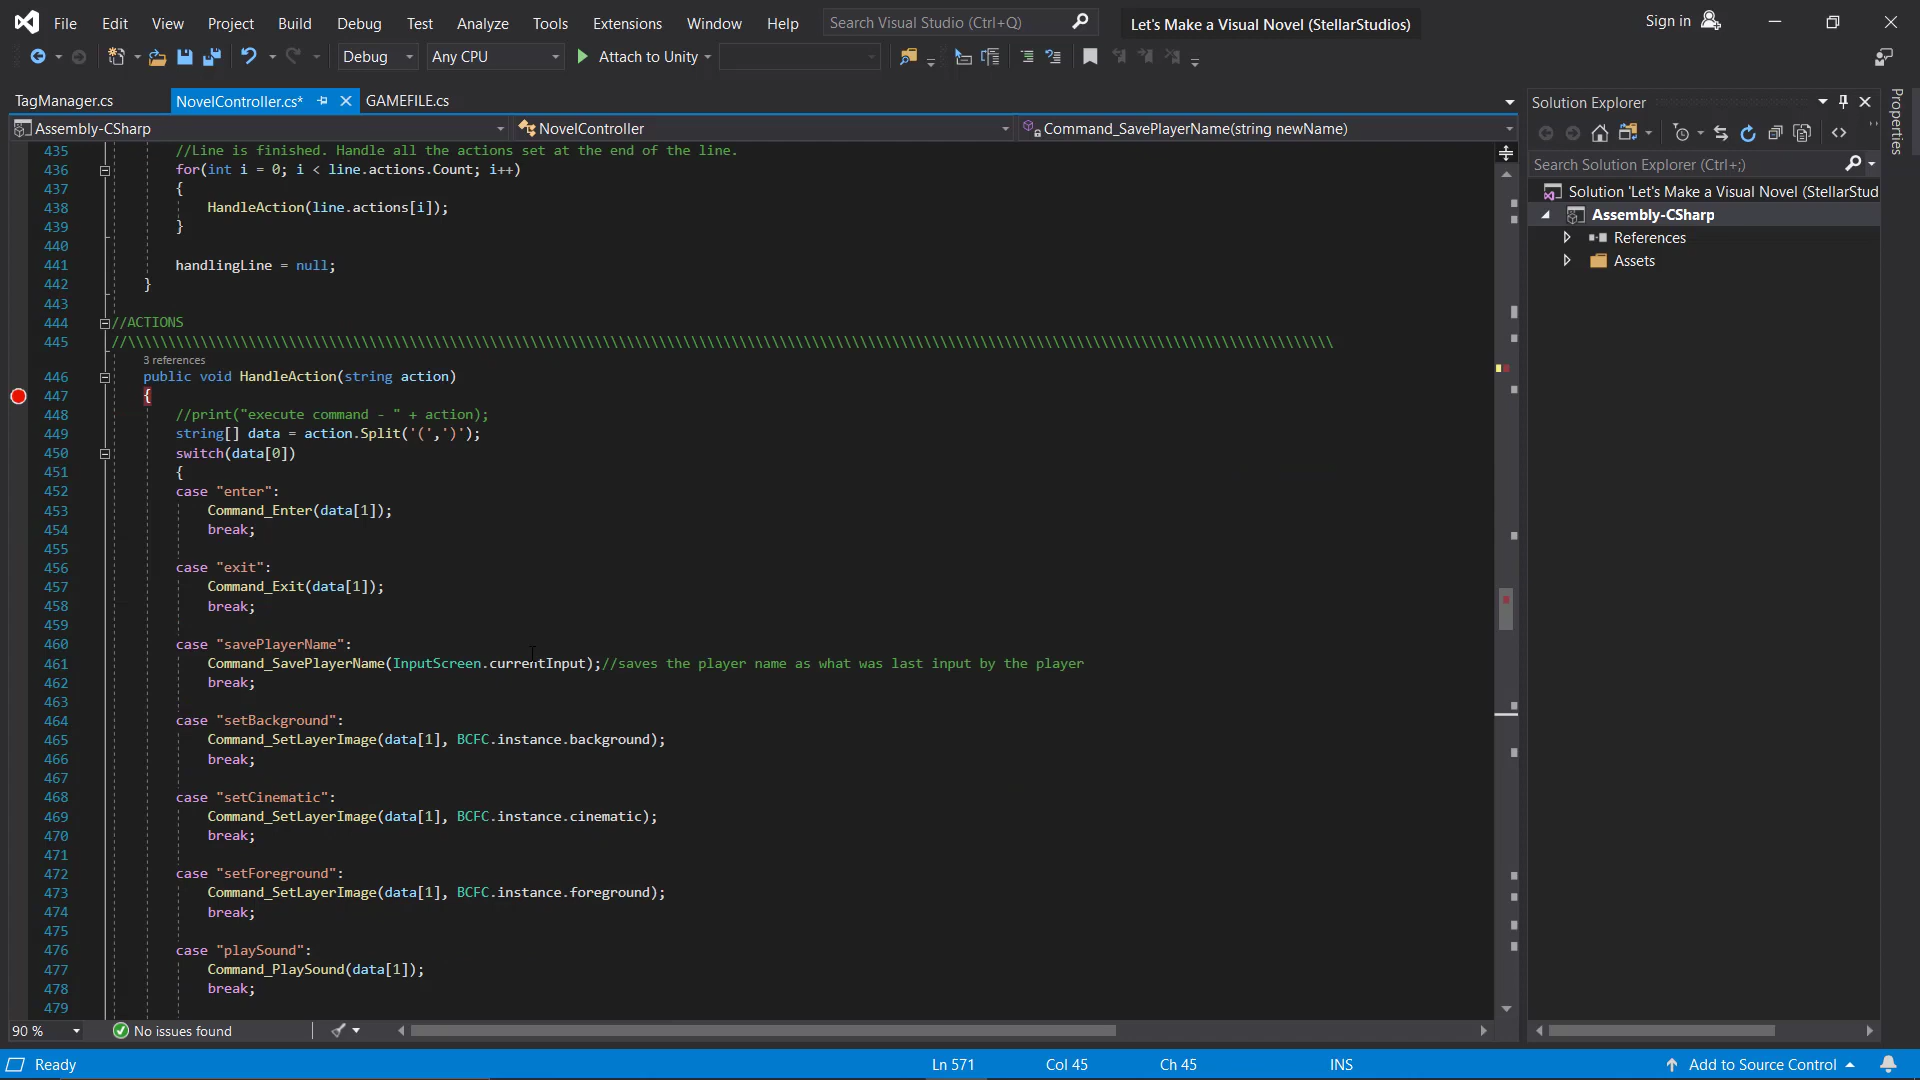 File Edit View Project Build Debug Test Analyze Tools Extensions Window Help Search Visual Studio (Ctrl+Q) Let's Make a Visual Novel (StellarStudios) Sign in
Debug Any CPU Attach to Unity
TagManager.cs NovelController.cs* GAMEFILE.cs
Assembly-CSharp NovelController Command_SavePlayerName(string newName)
435 //Line is finished. Handle all the actions set at the end of the line.
436 for(int i = 0; i < line.actions.Count; i++)
437 {
438 HandleAction(line.actions[i]);
439 }
440
441 handlingLine = null;
442 }
443
444 //ACTIONS
445 //\\\\\\\\\\\\\\\\\\\\\\\\\\\\\\\\\\\\\\\\\\\\\\\\\\\\\\\\\\\\\\\\\\\\\\\\\\\\\\\\\\\\\\\\\\\\\\\\\\\\\\\\\\\\\\\\\\\\\\\\\\\\\\\\\\\\\\\\\\\\\\\\\\\\\\
3 references
446 public void HandleAction(string action)
447 {
448 //print("execute command - " + action);
449 string[] data = action.Split('(',')');
450 switch(data[0])
451 {
452 case "enter":
453 Command_Enter(data[1]);
454 break;
455
456 case "exit":
457 Command_Exit(data[1]);
458 break;
459
460 case "savePlayerName":
461 Command_SavePlayerName(InputScreen.currentInput);//saves the player name as what was last input by the player
462 break;
463
464 case "setBackground":
465 Command_SetLayerImage(data[1], BCFC.instance.background);
466 break;
467
468 case "setCinematic":
469 Command_SetLayerImage(data[1], BCFC.instance.cinematic);
470 break;
471
472 case "setForeground":
473 Command_SetLayerImage(data[1], BCFC.instance.foreground);
474 break;
475
476 case "playSound":
477 Command_PlaySound(data[1]);
478 break;
479
90 % No issues found
Ready Ln 571 Col 45 Ch 45 INS Add to Source Control
Solution Explorer
Search Solution Explorer (Ctrl+;)
Solution 'Let's Make a Visual Novel (StellarStud
Assembly-CSharp
References
Assets
Properties